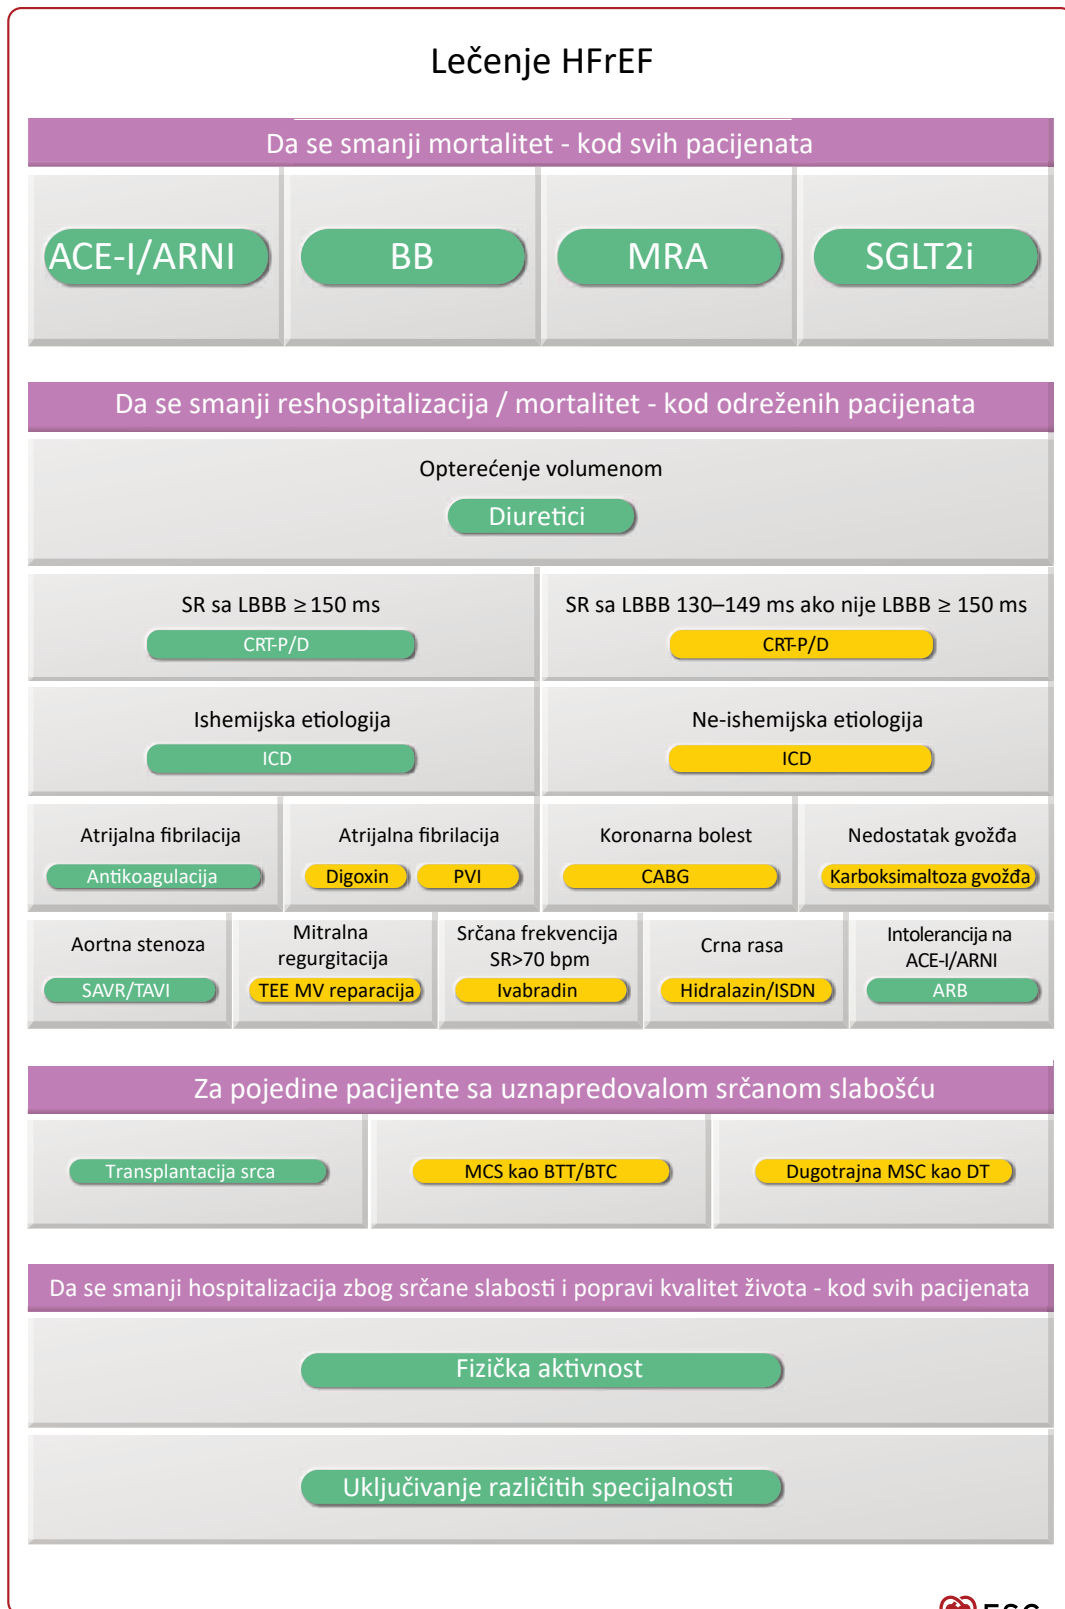 Lečenje HFrEF
Da se smanji mortalitet - kod svih pacijenata
ACE-I/ARNI
BB
MRA
SGLT2i
Da se smanji reshospitalizacija / mortalitet - kod odreženih pacijenata
Opterećenje volumenom
Diuretici
SR sa LBBB ≥ 150 ms
CRT-P/D
SR sa LBBB 130–149 ms ako nije LBBB ≥ 150 ms
CRT-P/D
Ishemijska etiologija
ICD
Ne-ishemijska etiologija
ICD
Atrijalna fibrilacija
Antikoagulacija
Atrijalna fibrilacija
Digoxin
PVI
Koronarna bolest
CABG
Nedostatak gvožđa
Karboksimaltoza gvožđa
Aortna stenoza
SAVR/TAVI
Mitralna
regurgitacija
TEE MV reparacija
Srčana frekvencija
SR>70 bpm
Ivabradin
Crna rasa
Hidralazin/ISDN
Intolerancija na
ACE-I/ARNI
ARB
Za pojedine pacijente sa uznapredovalom srčanom slabošću
Transplantacija srca
MCS kao BTT/BTC
Dugotrajna MSC kao DT
Da se smanji hospitalizacija zbog srčane slabosti i popravi kvalitet života - kod svih pacijenata
Fizička aktivnost
Uključivanje različitih specijalnosti
ESC